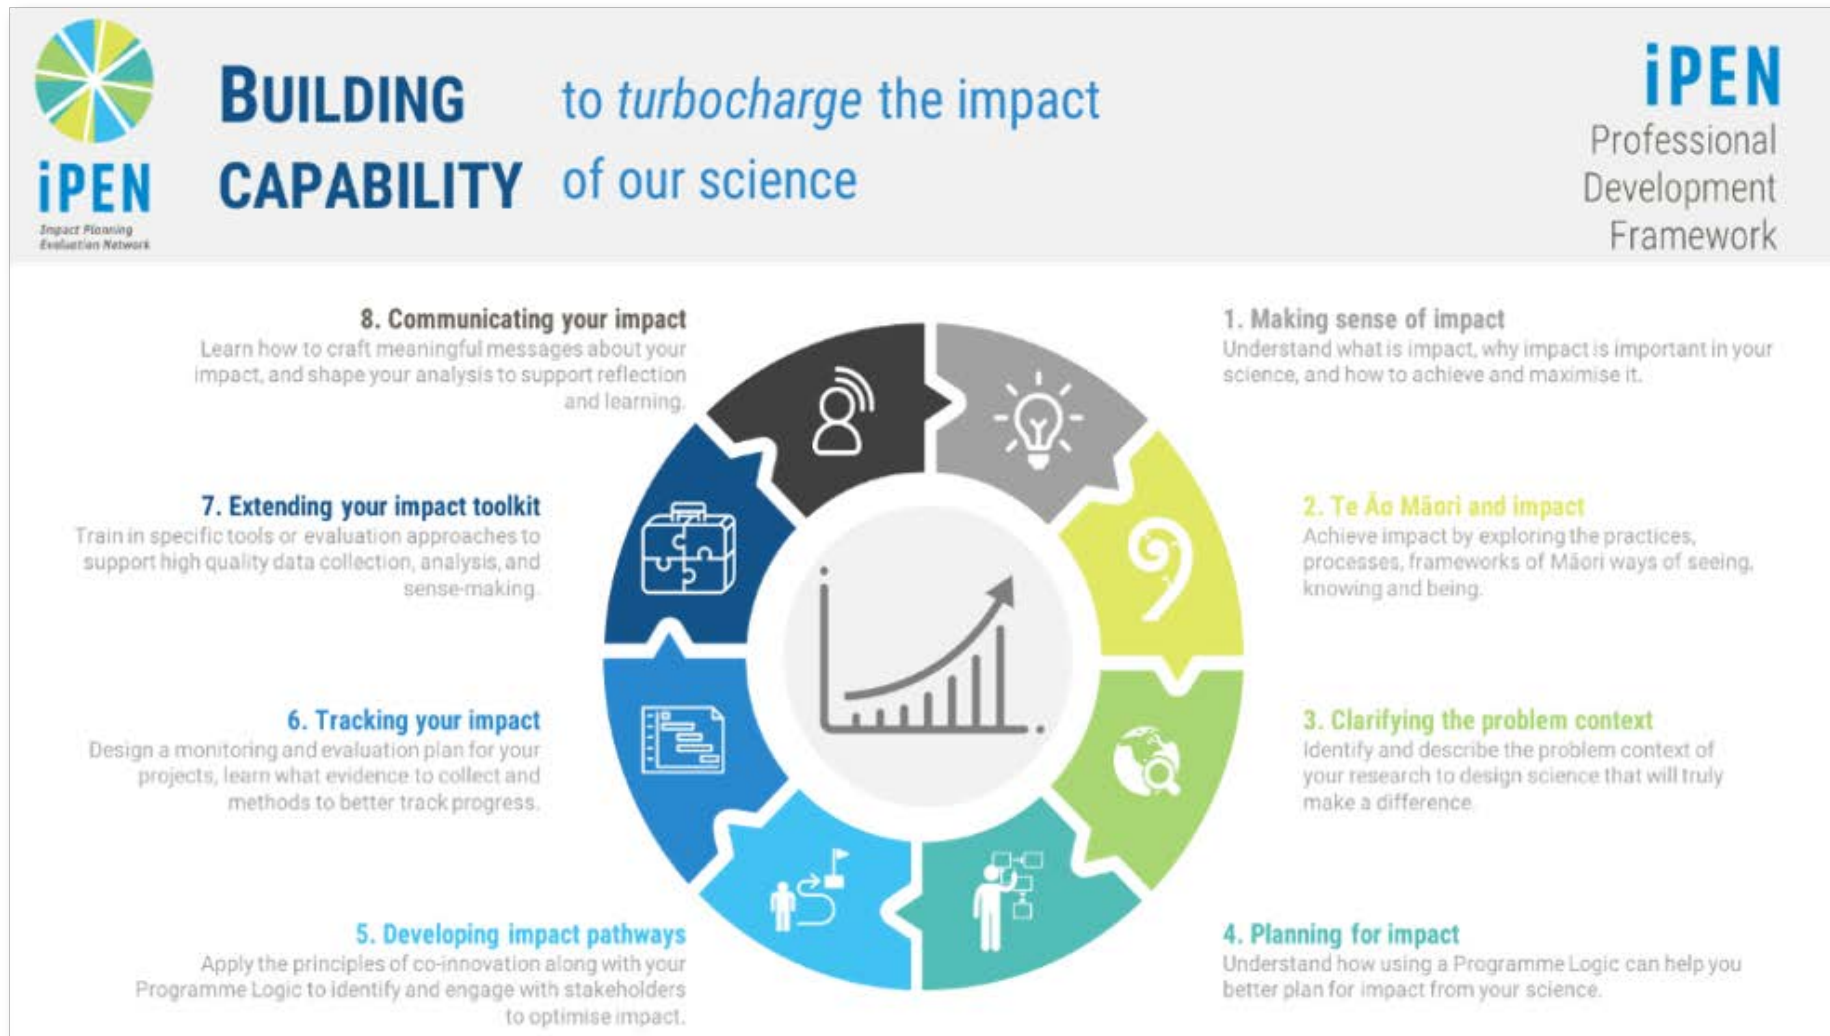 iPEN
Impact Planning
Evaluation Network
BUILDING
CAPABILITY
to turbocharge the impact
of our science
iPEN
Professional
Development
Framework
1. Making sense of impact
Understand what is impact, why impact is important in your
science, and how to achieve and maximise it.
2. Te Āo Māori and impact
Achieve impact by exploring the practices,
processes, frameworks of Māori ways of seeing,
knowing and being.
3. Clarifying the problem context
Identify and describe the problem context of
your research to design science that will truly
make a difference.
4. Planning for impact
Understand how using a Programme Logic can help you
better plan for impact from your science.
5. Developing impact pathways
Apply the principles of co-innovation along with your
Programme Logic to identify and engage with stakeholders
to optimise impact.
6. Tracking your impact
Design a monitoring and evaluation plan for your
projects, learn what evidence to collect and
methods to better track progress.
7. Extending your impact toolkit
Train in specific tools or evaluation approaches to
support high quality data collection, analysis, and
sense-making.
8. Communicating your impact
Learn how to craft meaningful messages about your
impact, and shape your analysis to support reflection
and learning.